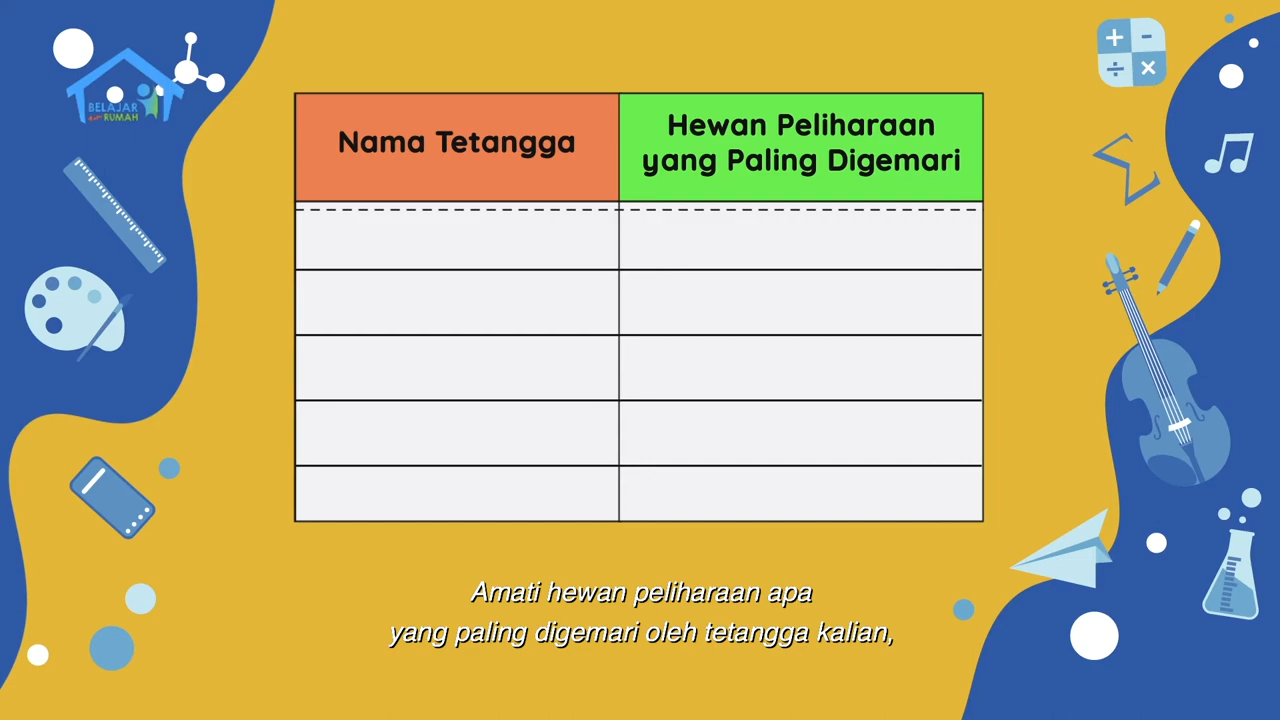 BELAJAR
dari RUMAH
Nama Tetangga
Hewan Peliharaan
yang Paling Digemari
Amati hewan peliharaan apa
yang paling digemari oleh tetangga kalian,